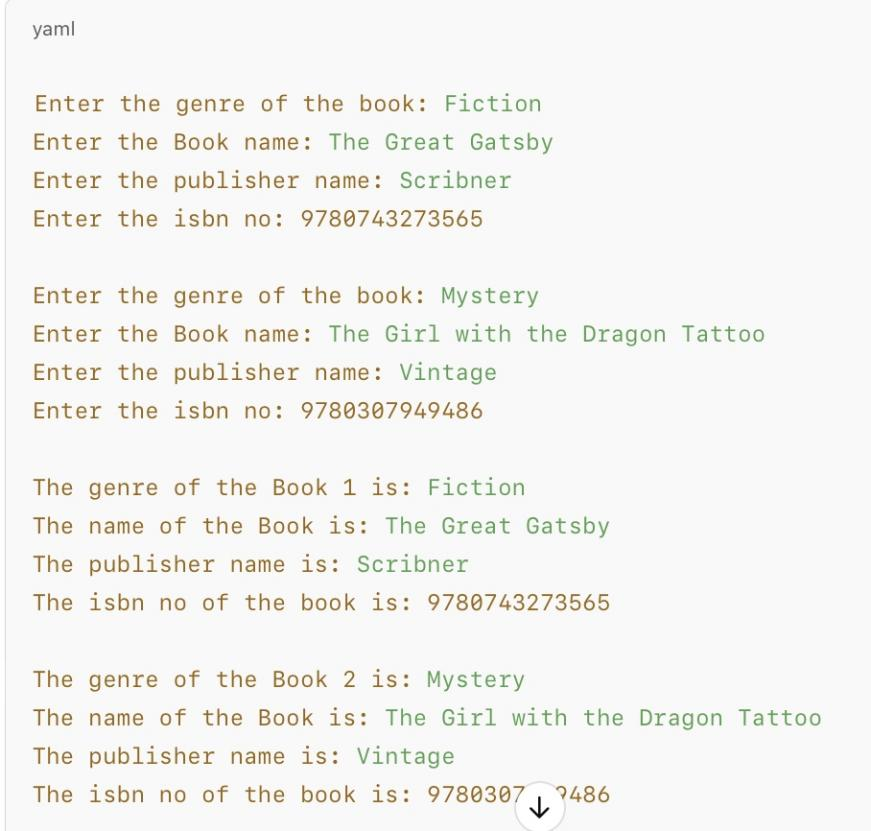 yaml
Enter the genre of the book: Fiction
Enter the Book name: The Great Gatsby
Enter the publisher name: Scribner
Enter the isbn no: 9780743273565
Enter the genre of the book: Mystery
Enter the Book name: The Girl with the Dragon Tattoo
Enter the publisher name: Vintage
Enter the isbn no: 9780307949486
The genre of the Book 1 is: Fiction
The name of the Book is: The Great Gatsby
The publisher name is: Scribner
The isbn no of the book is: 9780743273565
The genre of the Book 2 is: Mystery
The name of the Book is: The Girl with the Dragon Tattoo
The publisher name is: Vintage
The isbn no of the book is: